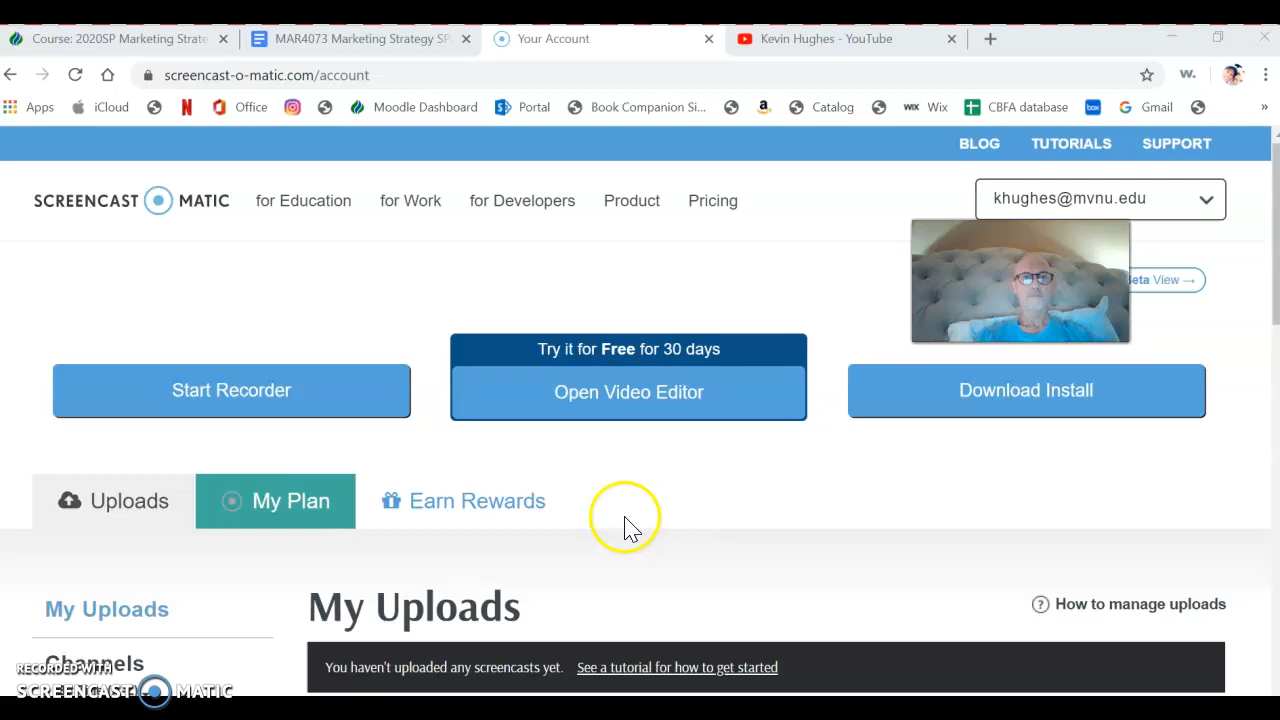 Course: 2020SP Marketing Strate
MAR4073 Marketing Strategy SP
Your Account
Kevin Hughes - YouTube
screencast-o-matic.com/account
W.
Apps iCloud Office Moodle Dashboard Portal Book Companion Si... Catalog Wix CBFA database Gmail »
BLOG TUTORIALS SUPPORT
SCREENCAST MATIC for Education for Work for Developers Product Pricing khughes@mvnu.edu
Beta View →
Try it for Free for 30 days
Start Recorder Open Video Editor Download Install
Uploads My Plan Earn Rewards
My Uploads
My Uploads
? How to manage uploads
Channels
You haven't uploaded any screencasts yet. See a tutorial for how to get started
RECORDED WITH
SCREENCAST MATIC